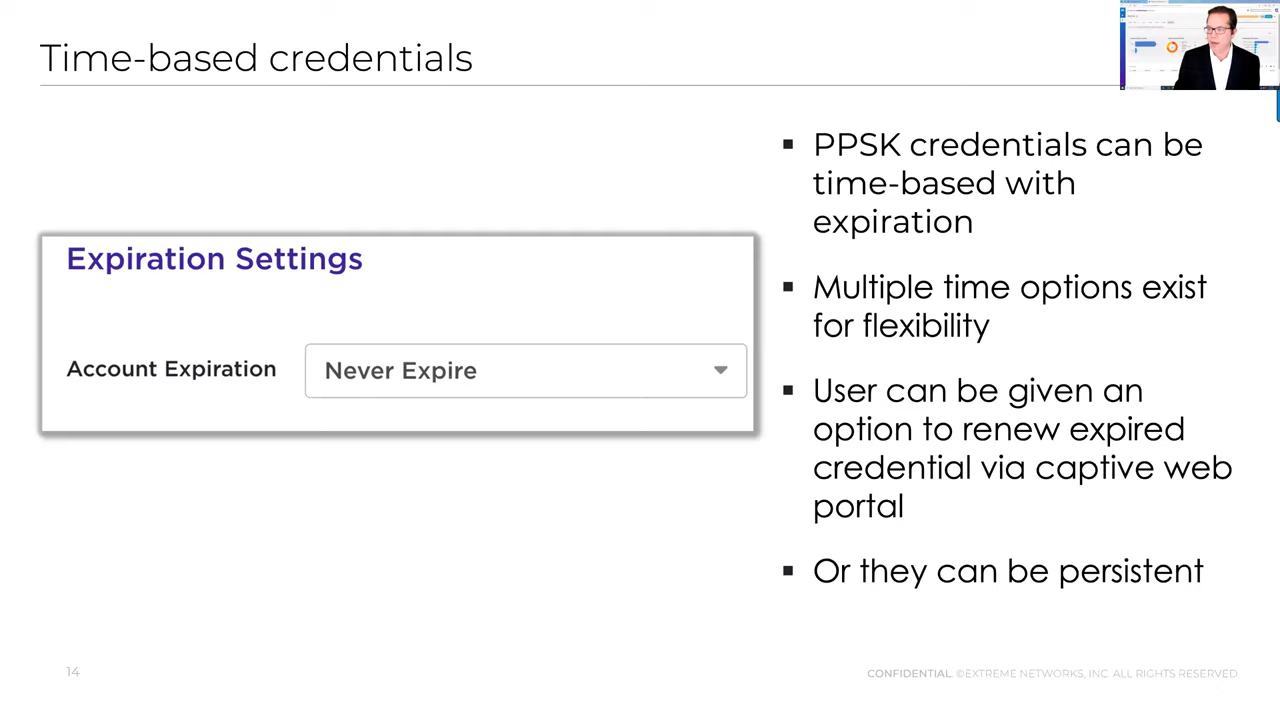 Time-based credentials
Expiration Settings
Account Expiration
Never Expire
▪ PPSK credentials can be
time-based with
expiration
▪ Multiple time options exist
for flexibility
▪ User can be given an
option to renew expired
credential via captive web
portal
▪ Or they can be persistent
14
CONFIDENTIAL. ©EXTREME NETWORKS, INC. ALL RIGHTS RESERVED.